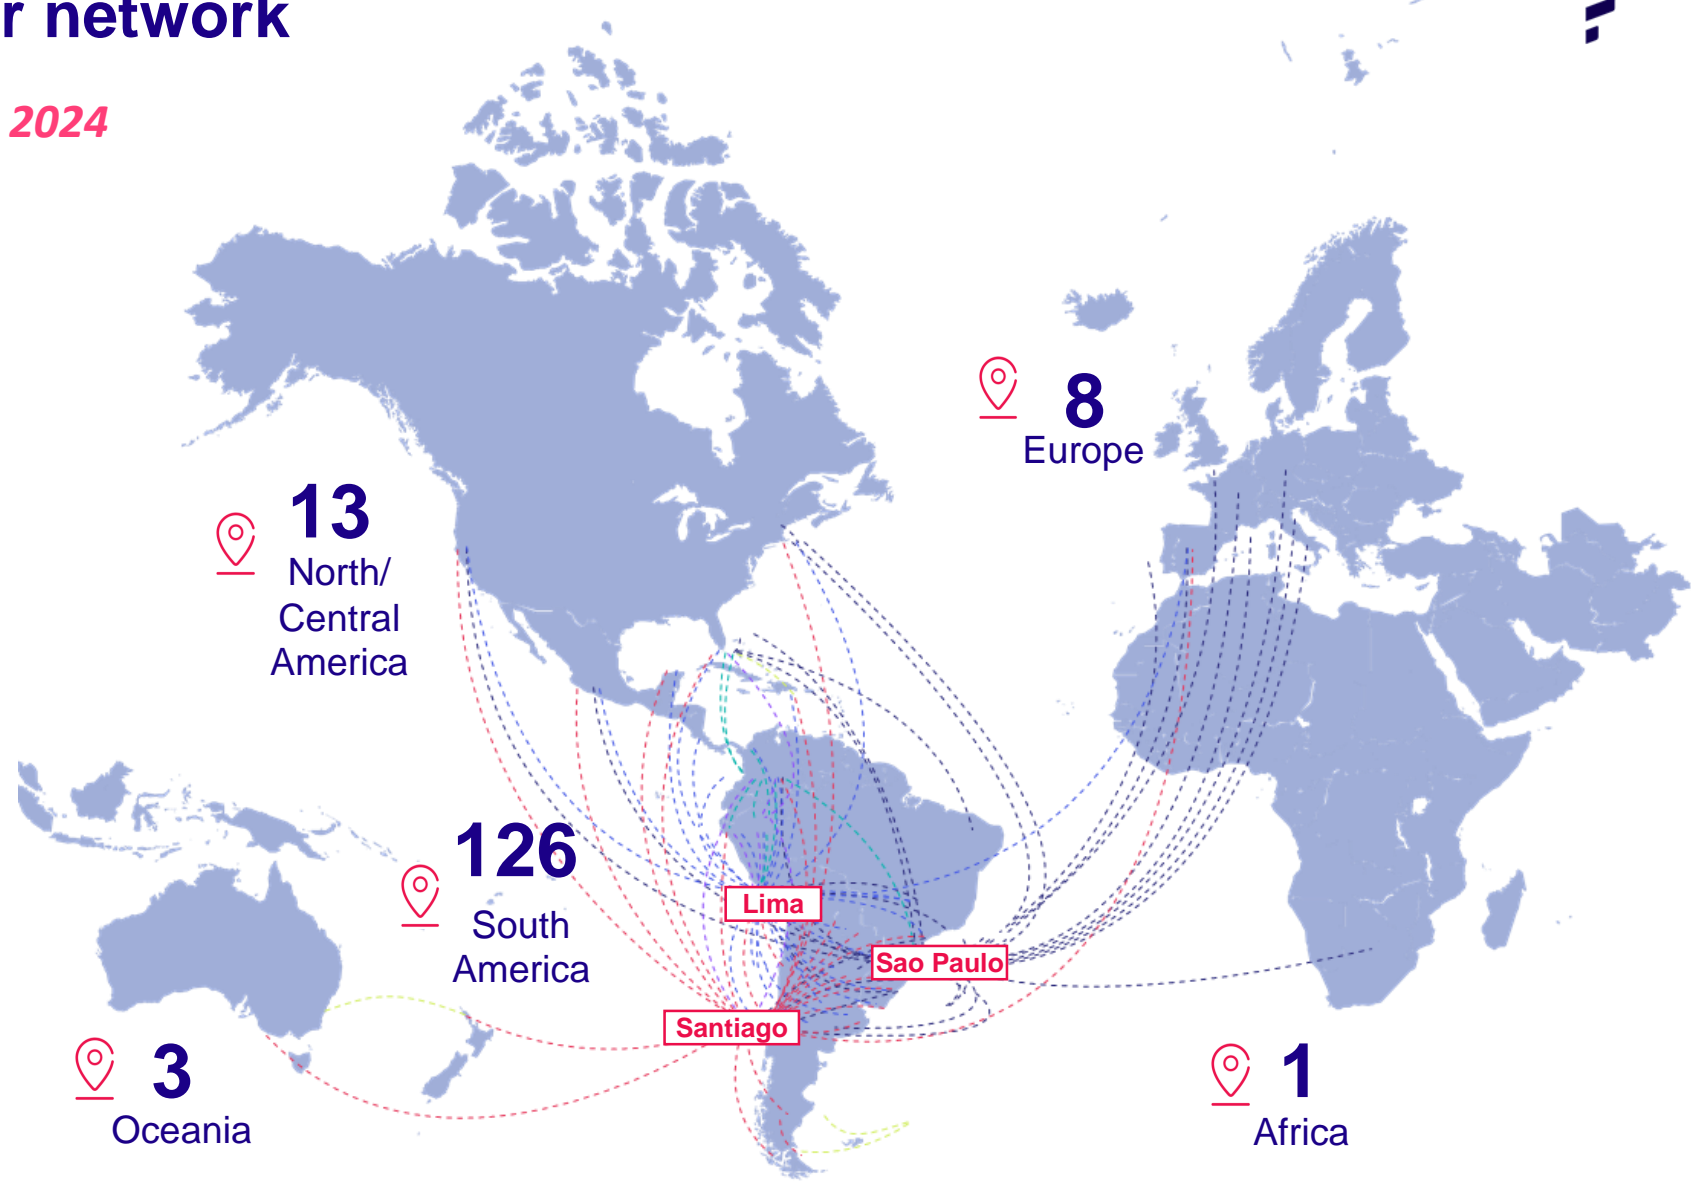 r network
2024
8
Europe
13
North/
Central
America
126
South
America
Lima
Sao Paulo
Santiago
3
Oceania
1
Africa